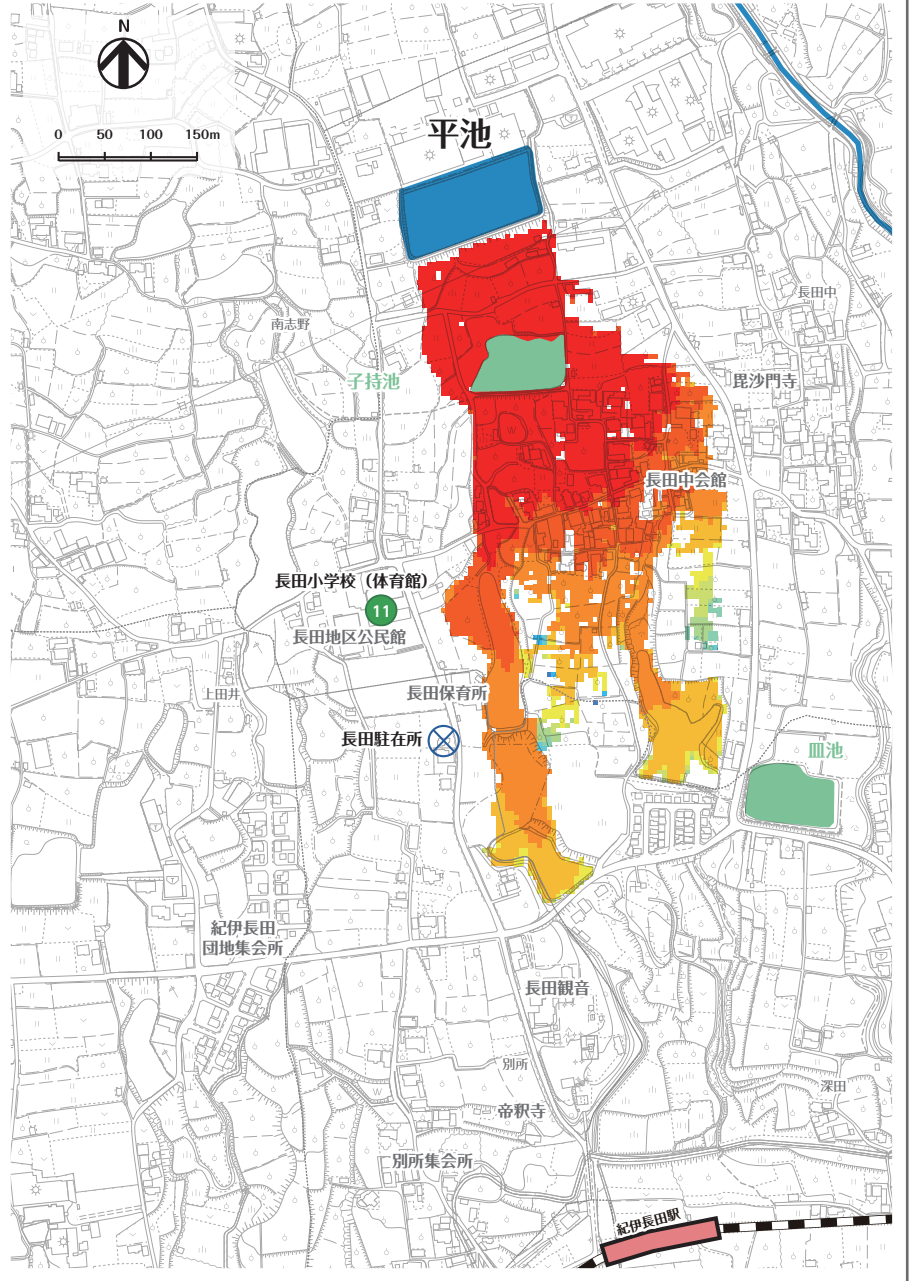 N
0 50 100 150m
平池
長田中
南志野
子持池
毘沙門寺
長田中会館
長田小学校（体育館）
11
長田地区公民館
上田井
長田保育所
長田駐在所
皿池
紀伊長田
団地集会所
長田観音
別所
深田
帝釈寺
別所集会所
紀伊長田駅